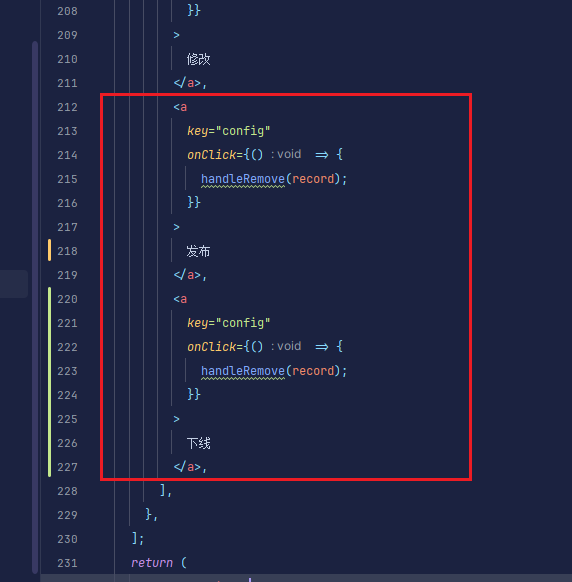 208 }}
209 >
210 修改
211 </a>,
212 <a
213 key="config"
214 onClick={() :void => {
215 handleRemove(record);
216 }}
217 >
218 发布
219 </a>,
220 <a
221 key="config"
222 onClick={() :void => {
223 handleRemove(record);
224 }}
225 >
226 下线
227 </a>,
228 ],
229 },
230 ];
231 return (